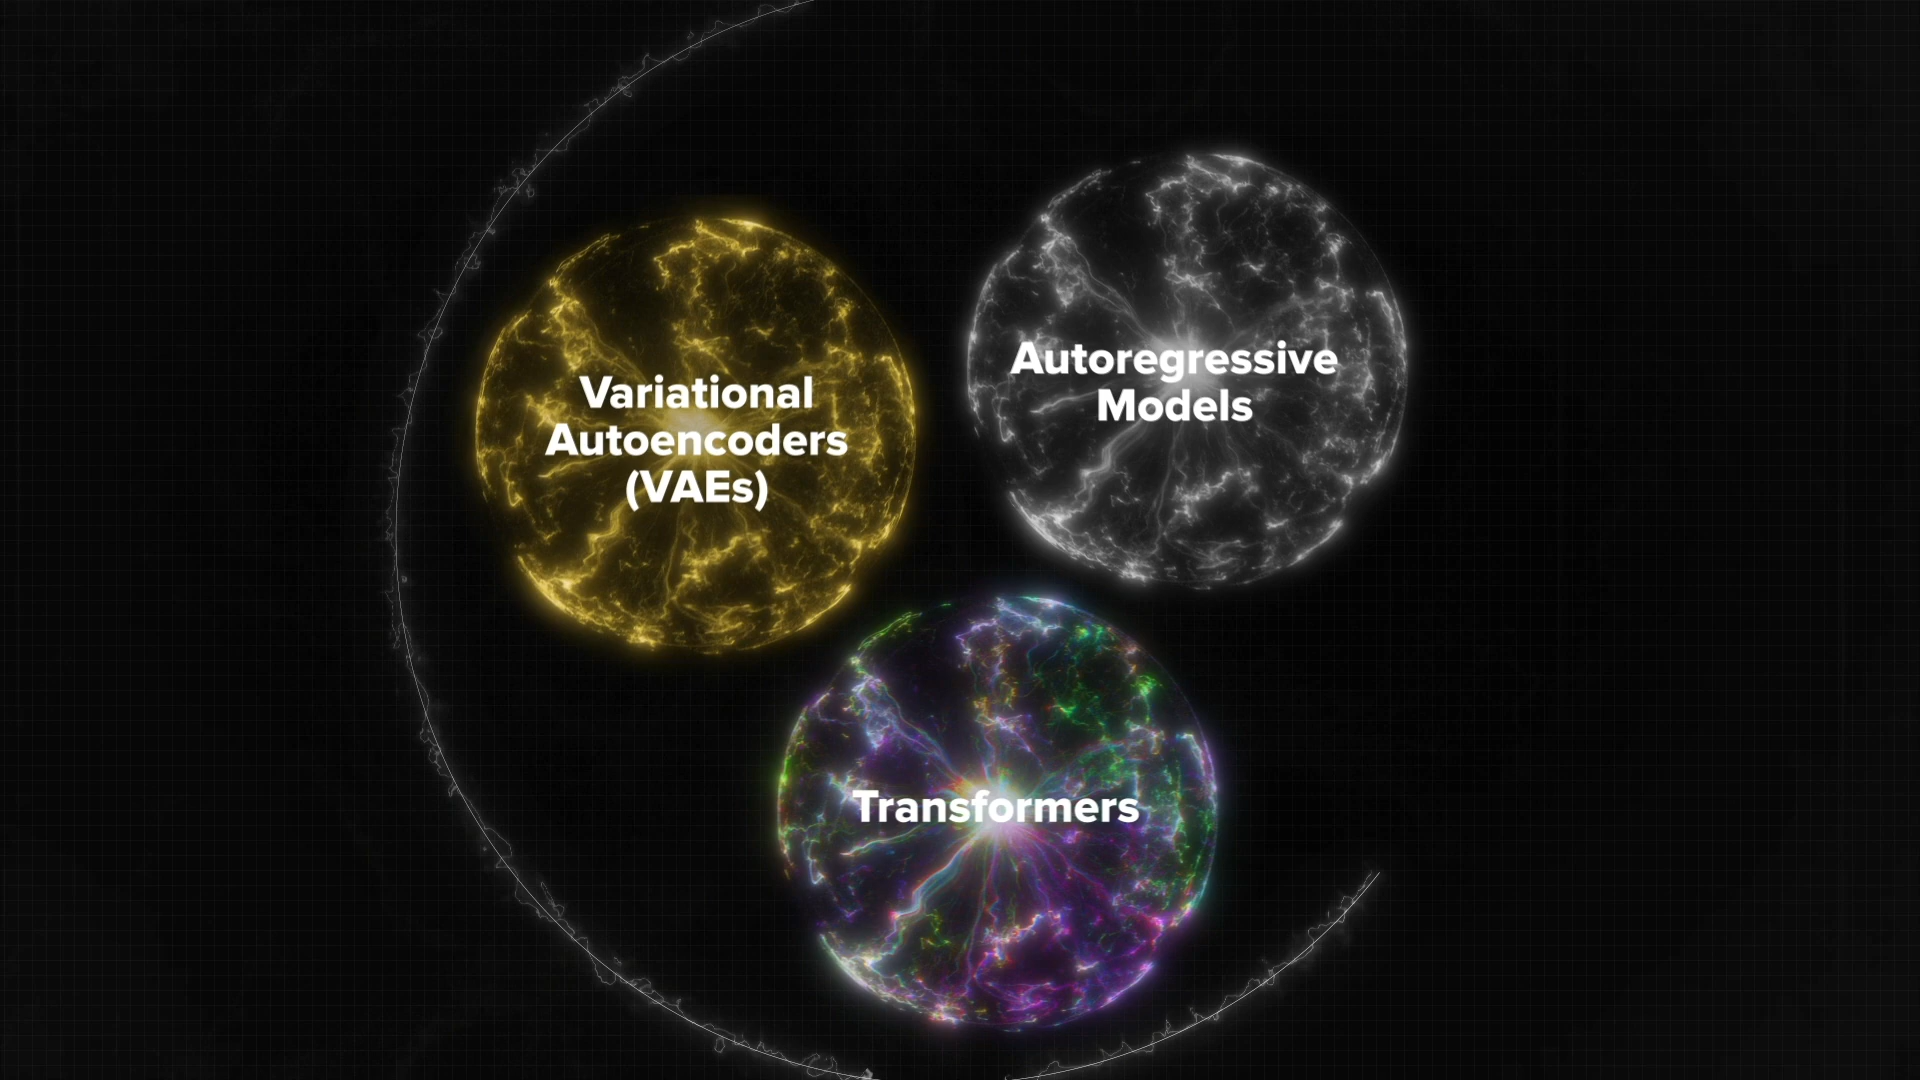 Variational
Autoencoders
(VAEs)
Autoregressive
Models
Transformers